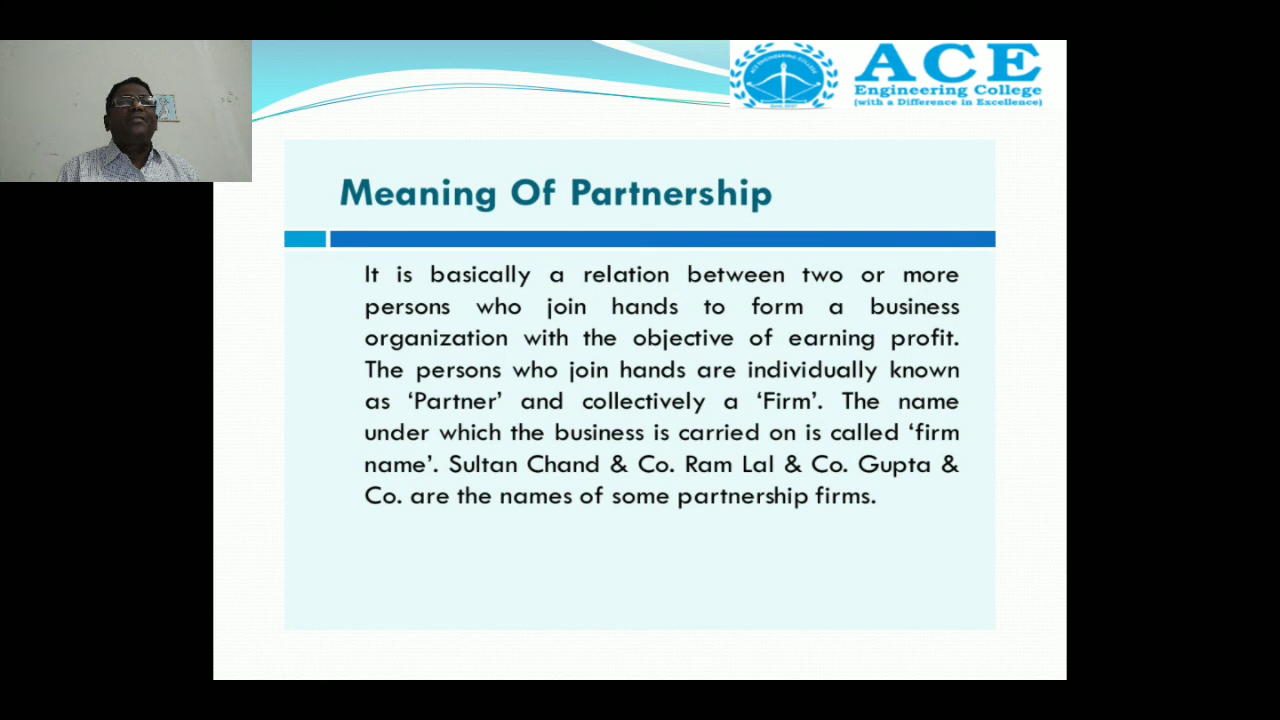 ACE
Engineering College
(with a Difference in Excellence)
Meaning Of Partnership
It is basically a relation between two or more
persons who join hands to form a business
organization with the objective of earning profit.
The persons who join hands are individually known
as ‘Partner’ and collectively a ‘Firm’. The name
under which the business is carried on is called ‘firm
name’. Sultan Chand & Co. Ram Lal & Co. Gupta &
Co. are the names of some partnership firms.